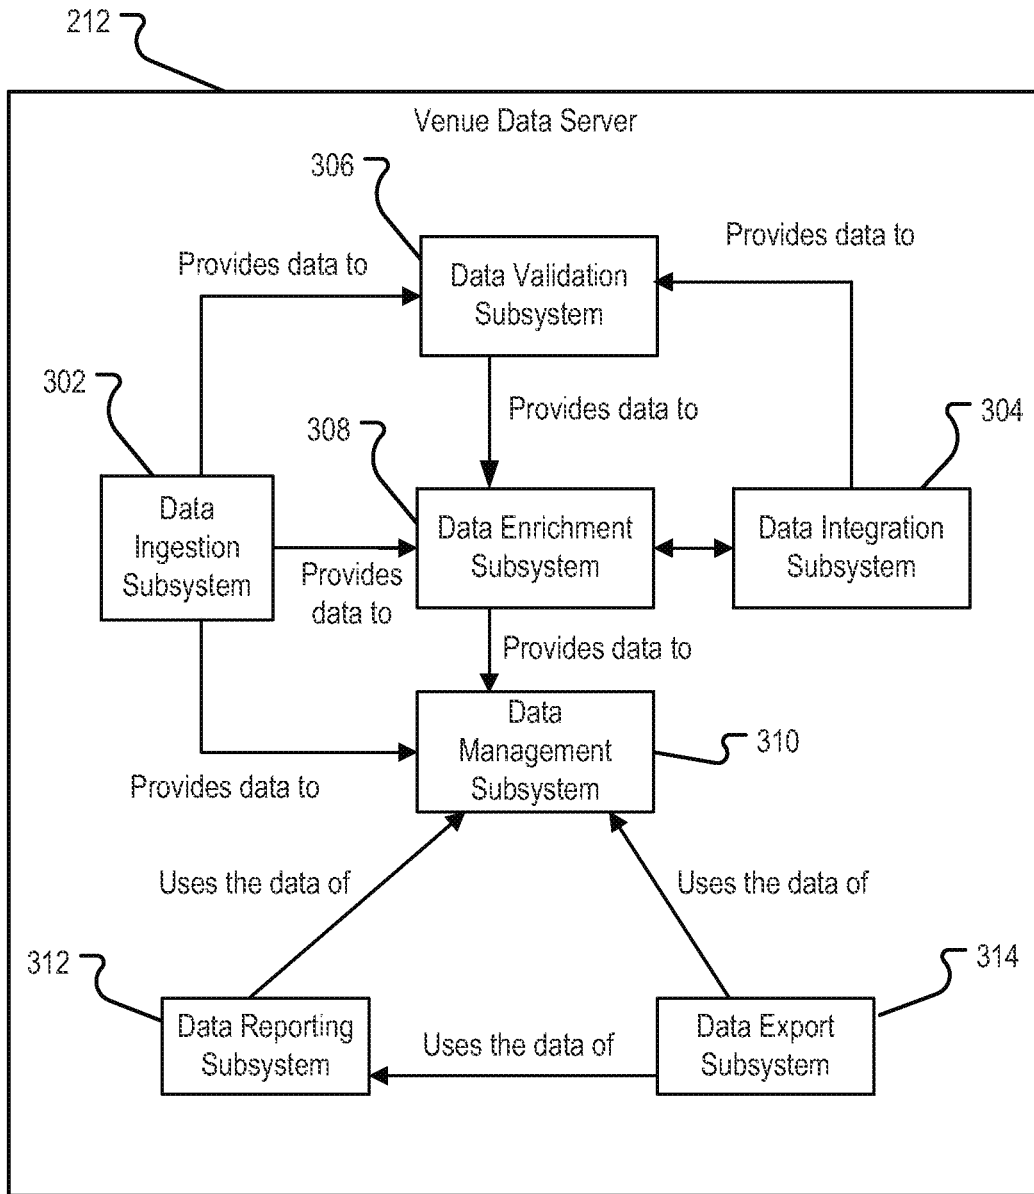 212
Venue Data Server
306
Provides data to
Provides data to
Data Validation
Subsystem
302
Provides data to
308
304
Data
Ingestion
Subsystem
Data Enrichment
Subsystem
Data Integration
Subsystem
Provides
data to
Provides data to
Data
Management
Subsystem
310
Provides data to
Uses the data of
Uses the data of
312
314
Data Reporting
Subsystem
Uses the data of
Data Export
Subsystem